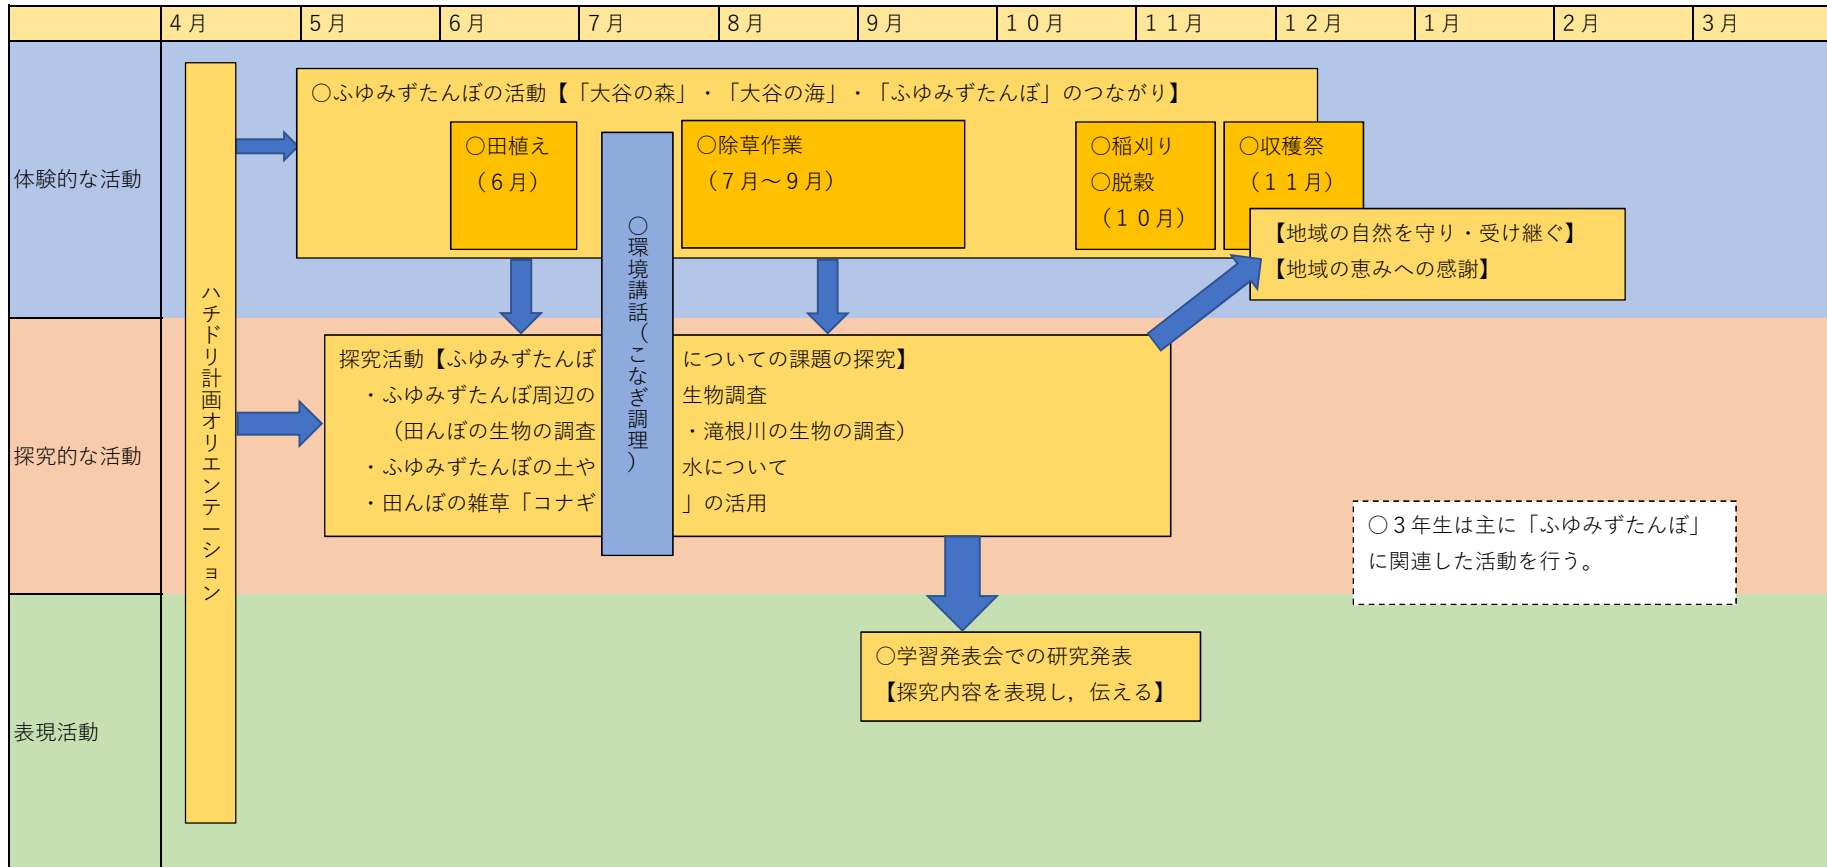 ４月　５月　６月　７月　８月　９月　１０月　１１月　１２月　１月　２月　３月
体験的な活動
ハチドリ計画オリエンテーション
○ふゆみずたんぼの活動【「大谷の森」・「大谷の海」・「ふゆみずたんぼ」のつながり】
○田植え
（６月）
○環境講話（こなぎ調理）
○除草作業
（７月～９月）
○稲刈り
○脱穀
（１０月）
○収穫祭
（１１月）
【地域の自然を守り・受け継ぐ】
【地域の恵みへの感謝】
探究的な活動
探究活動【ふゆみずたんぼについての課題の探究】
・ふゆみずたんぼ周辺の生物調査
（田んぼの生物の調査・滝根川の生物の調査）
・ふゆみずたんぼの土や水について
・田んぼの雑草「コナギ」の活用
○３年生は主に「ふゆみずたんぼ」
に関連した活動を行う。
表現活動
○学習発表会での研究発表
【探究内容を表現し，伝える】